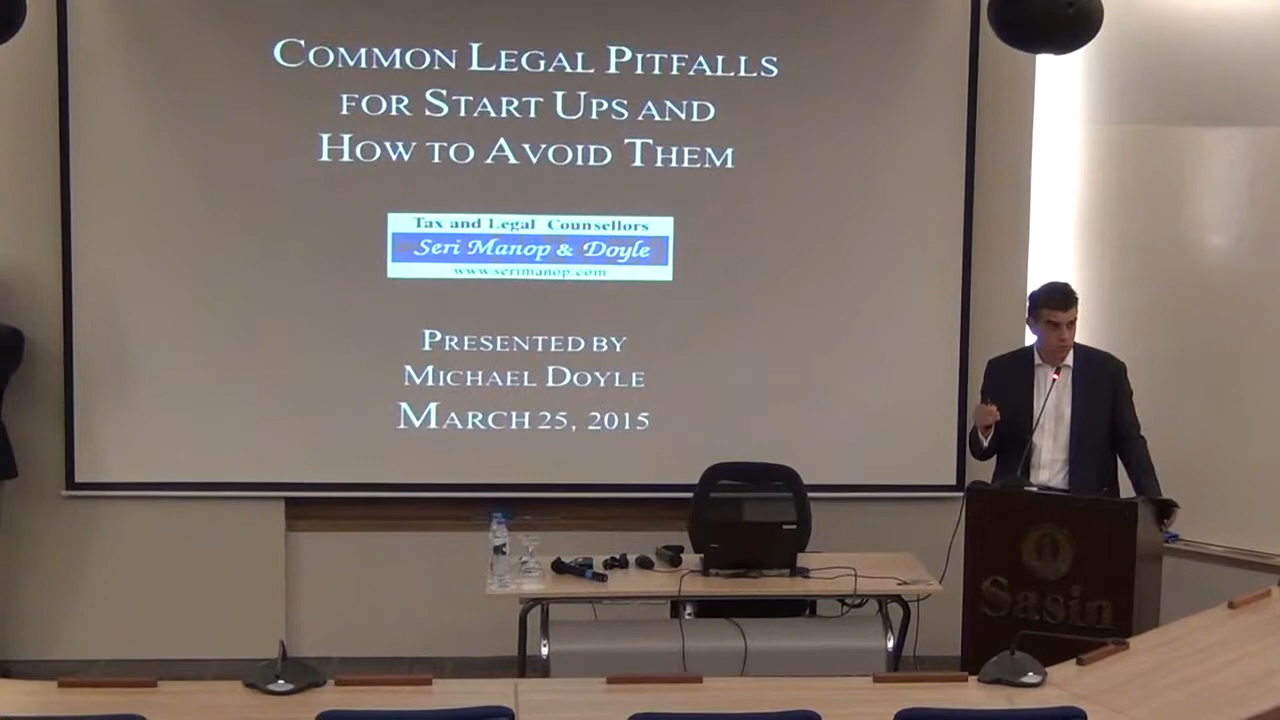 COMMON LEGAL PITFALLS
FOR START UPS AND
HOW TO AVOID THEM
Tax and Legal Counsellors
Seri Manop & Doyle
www.serimanop.com
PRESENTED BY
MICHAEL DOYLE
MARCH 25, 2015
Sasin